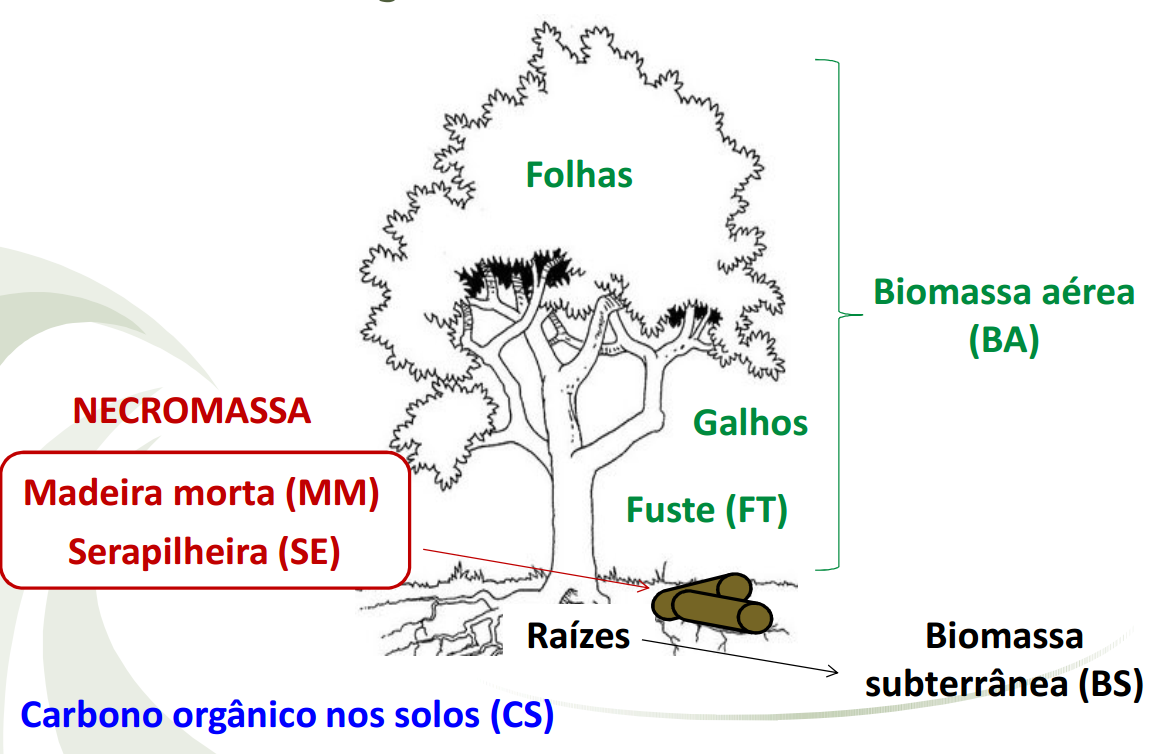 Folhas
Biomassa aérea
(BA)
NECROMASSA
Galhos
Madeira morta (MM)
Fuste (FT)
Serapilheira (SE)
Raízes
Biomassa
subterrânea (BS)
Carbono orgânico nos solos (CS)